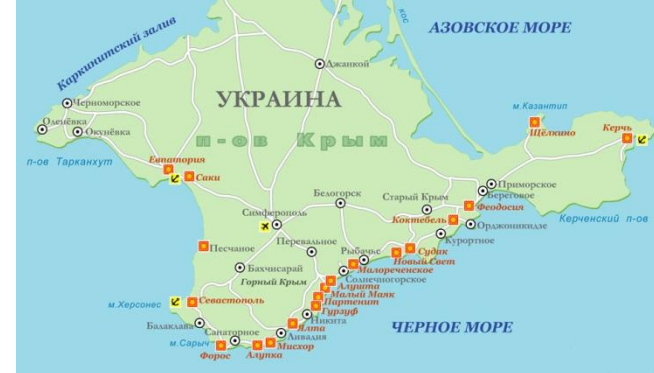 кос
АЗОВСКОЕ МОРЕ
Каркинитский залив
Джанкой
УКРАИНА
Черноморское
м.Казантип
Оленёвка
Окунёвка
Щёлкино
Керчь
п-ов Крым
п-ов Тарханкут
Евпатория
Саки
Приморское
Белогорск
Старый Крым
Береговое
Феодосия
Симферополь
Коктебель
Орджоникидзе
Керченский п-ов
Курортное
Песчаное
Перевальное
Рыбачье
Судак
Новый Свет
Бахчисарай
Малореченское
Солнечногорское
Горный Крым
Алушта
Малый Маяк
Партенит
м.Херсонес
Севастополь
Гурзуф
Никита
Балаклава
Ялта
ЧЕРНОЕ МОРЕ
Санаторное
Ливадия
м.Сарыч
Мисхор
Форос
Алупка